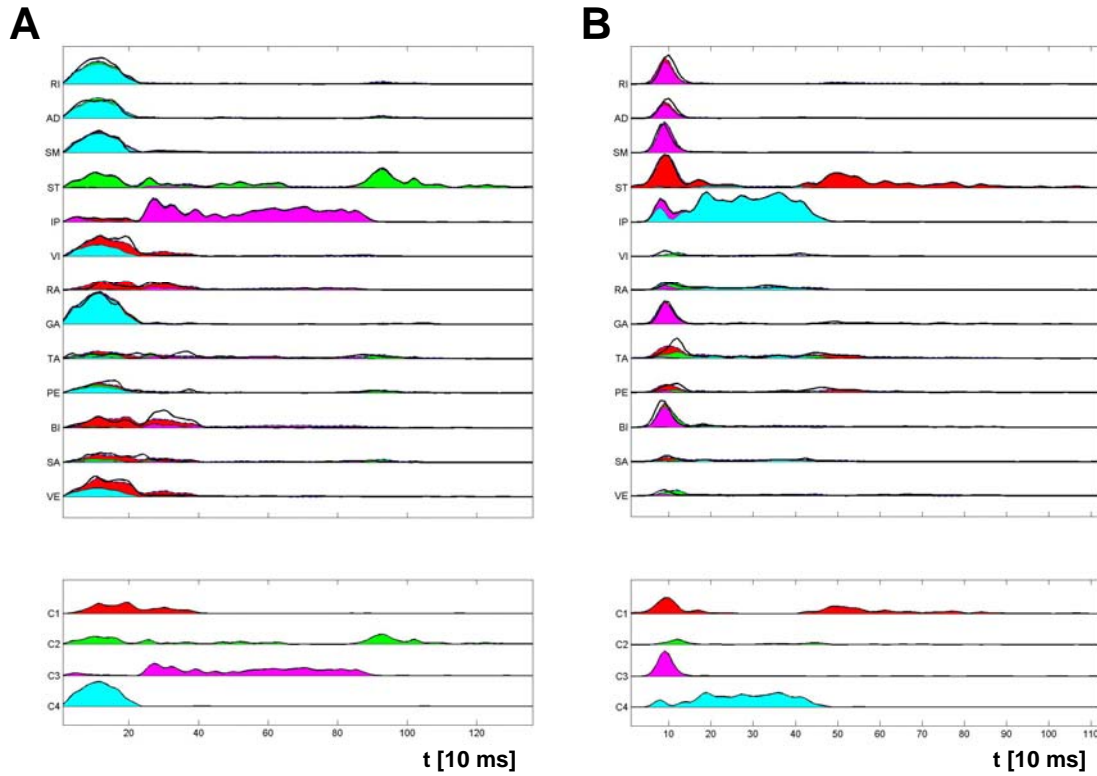 A
RI
AD
SM
ST
IP
VI
RA
GA
TA
PE
BI
SA
VE
C1
C2
C3
C4
20 40 60 80 100 120
t [10 ms]
B
RI
AD
SM
ST
IP
VI
RA
GA
TA
PE
BI
SA
VE
C1
C2
C3
C4
10 20 30 40 50 60 70 80 90 100 110
t [10 ms]